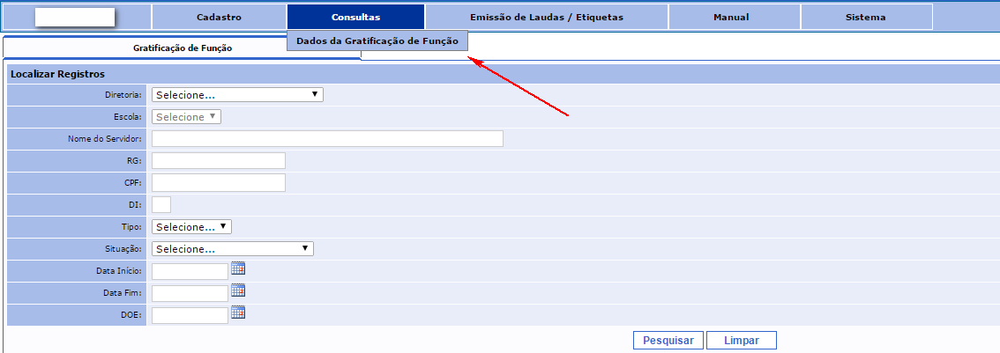 Cadastro Consultas Emissão de Laudas / Etiquetas Manual Sistema
Dados da Gratificação de Função
Gratificação de Função
Localizar Registros
Diretoria: Selecione...
Escola: Selecione
Nome do Servidor:
RG:
CPF:
DI:
Tipo: Selecione...
Situação: Selecione...
Data Início:
Data Fim:
DOE:
Pesquisar Limpar